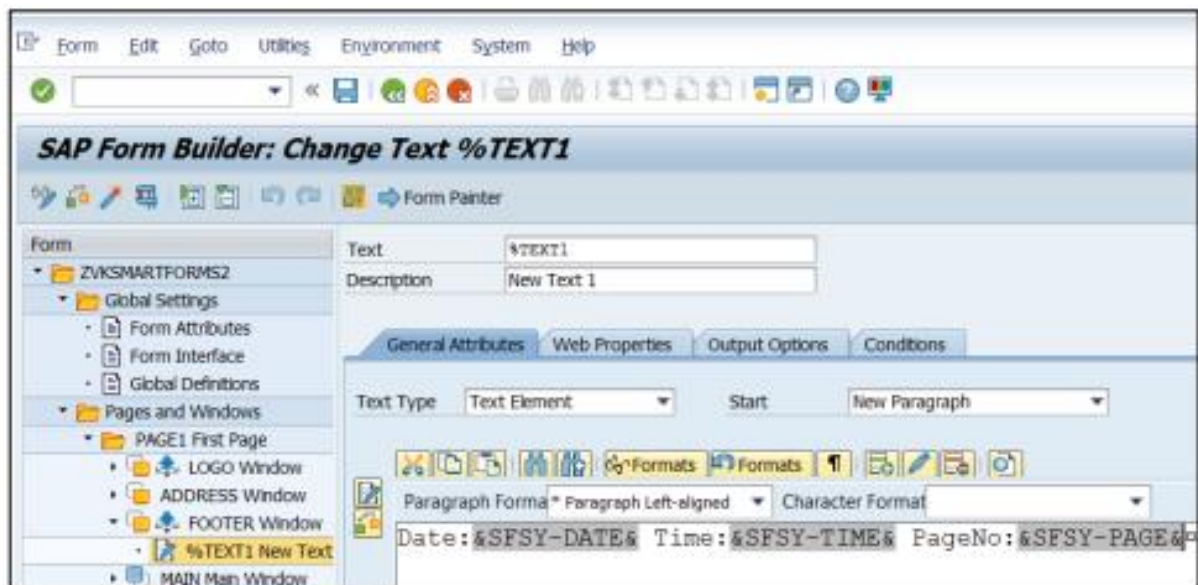 Form Edit Goto Utilities Environment System Help
SAP Form Builder: Change Text %TEXT1
Form Painter
Form
ZVKSMARTFORMS2
Global Settings
Form Attributes
Form Interface
Global Definitions
Pages and Windows
PAGE1 First Page
LOGO Window
ADDRESS Window
FOOTER Window
%TEXT1 New Text
MAIN Main Window
Text %TEXT1
Description New Text 1
General Attributes Web Properties Output Options Conditions
Text Type Text Element Start New Paragraph
Formats Formats
Paragraph Format * Paragraph Left-aligned Character Format
Date:&SFSY-DATE& Time:&SFSY-TIME& PageNo:&SFSY-PAGE&